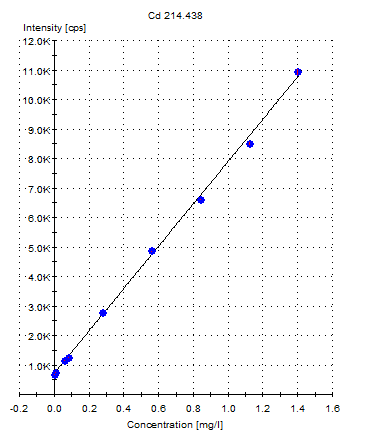 Cd 214.438
Intensity [cps]
12.0K
11.0K
10.0K
9.0K
8.0K
7.0K
6.0K
5.0K
4.0K
3.0K
2.0K
1.0K
-0.2 0.0 0.2 0.4 0.6 0.8 1.0 1.2 1.4 1.6
Concentration [mg/l]